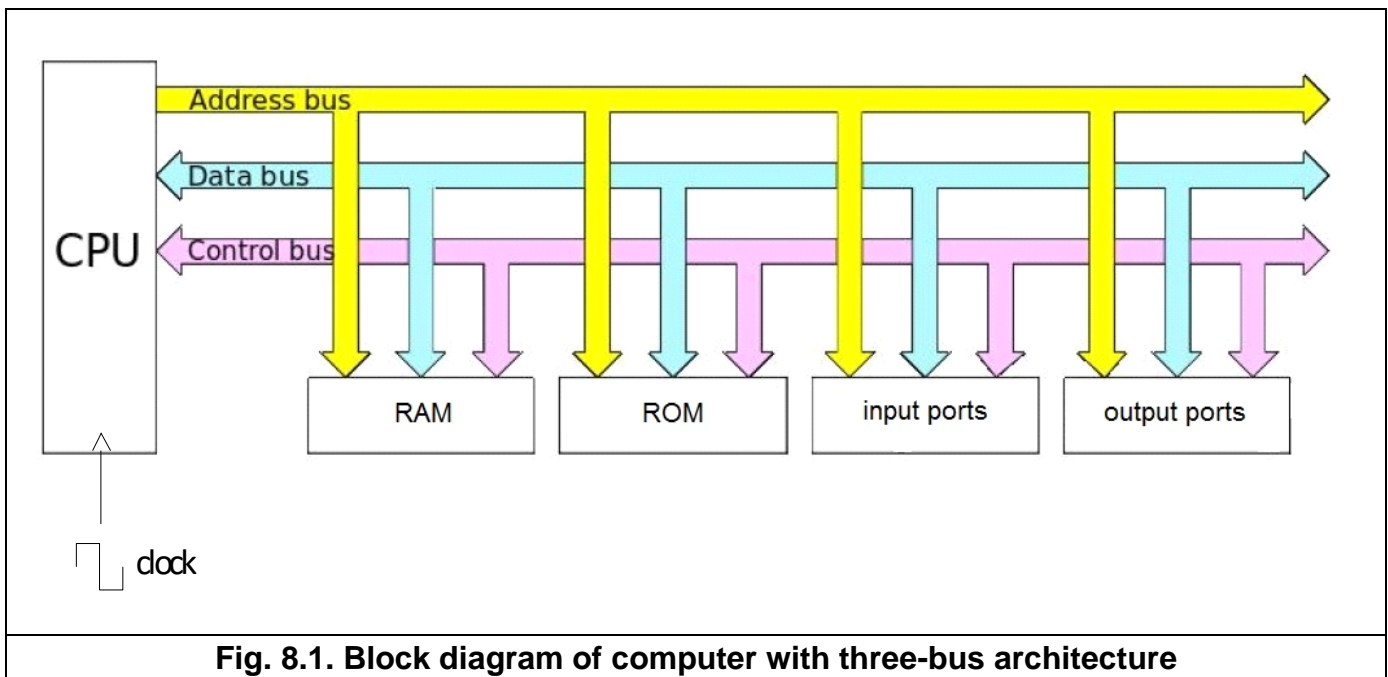 Address bus
Data bus
CPU
Control bus
RAM
ROM
input ports
output ports
clock
Fig. 8.1. Block diagram of computer with three-bus architecture